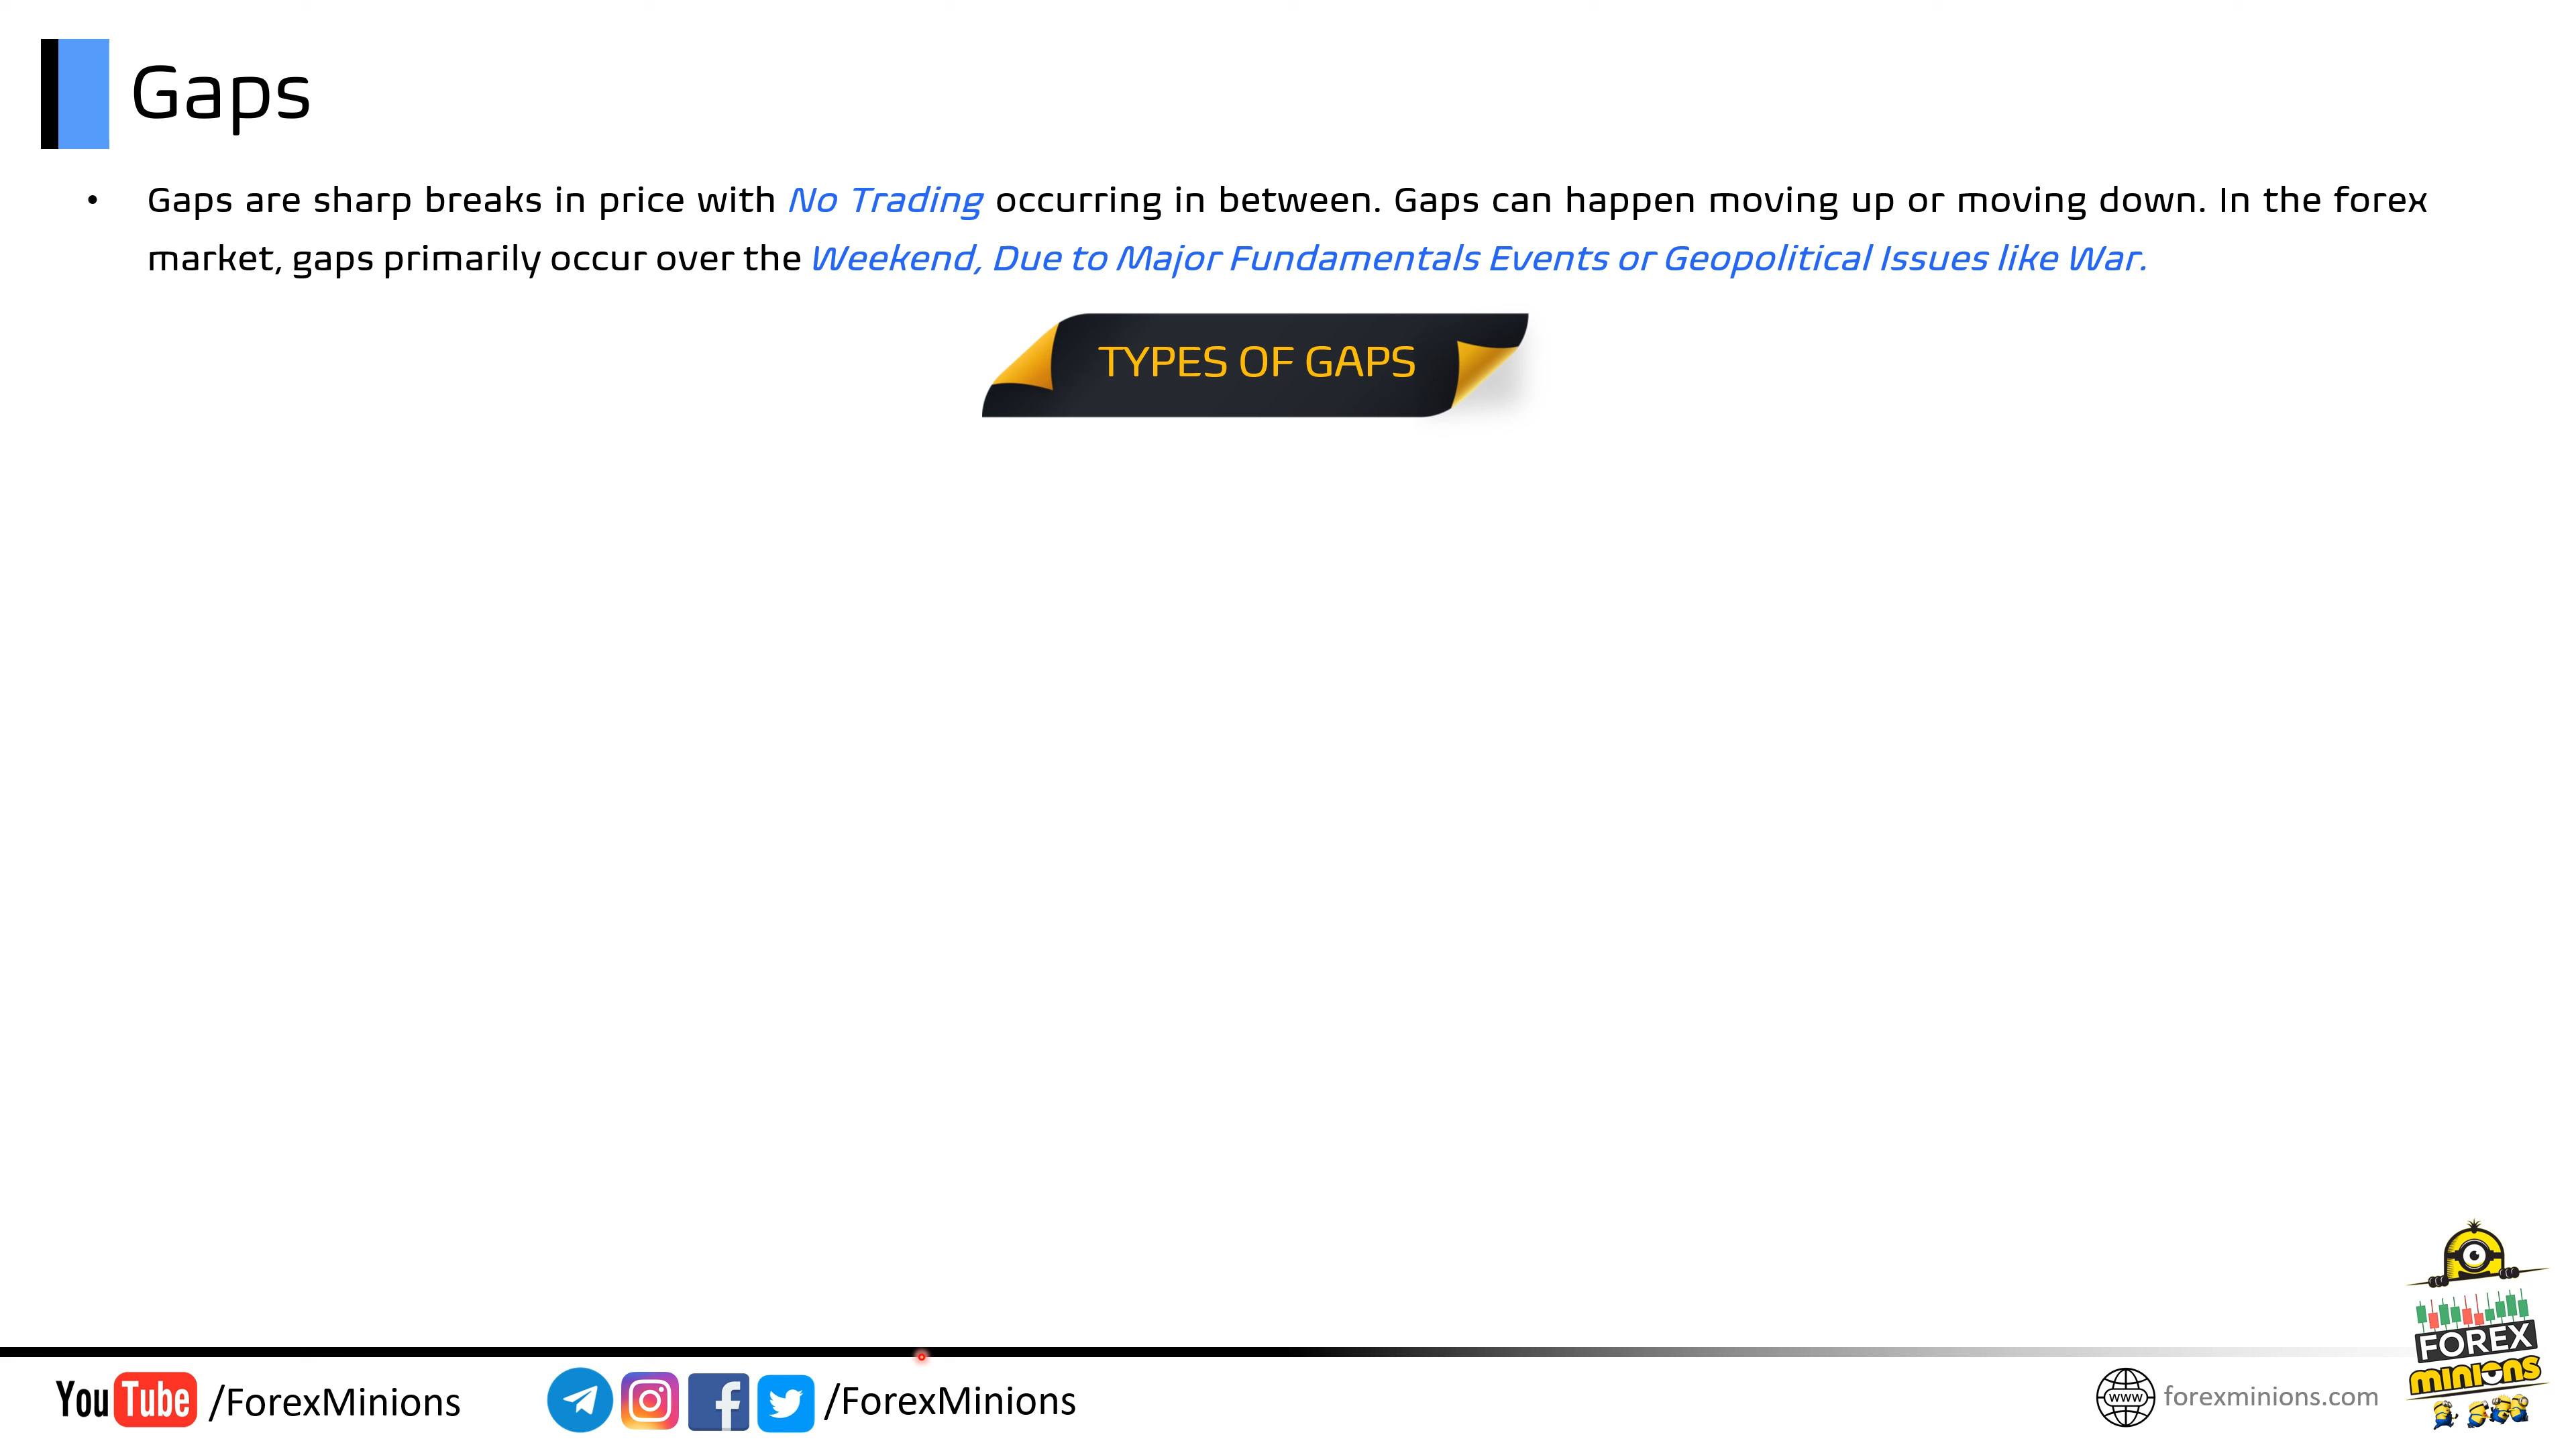 Gaps
• Gaps are sharp breaks in price with No Trading occurring in between. Gaps can happen moving up or moving down. In the forex
market, gaps primarily occur over the Weekend, Due to Major Fundamentals Events or Geopolitical Issues like War.
TYPES OF GAPS
FOREX
minions
YouTube /ForexMinions
/ForexMinions
www forexminions.com